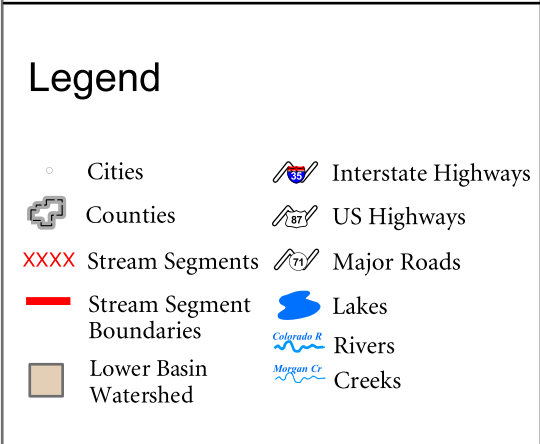 Legend
Cities
Counties
XXXX Stream Segments
Stream Segment
Boundaries
Lower Basin
Watershed
35 Interstate Highways
87 US Highways
71 Major Roads
Lakes
Colorado R
Rivers
Morgan Cr
Creeks